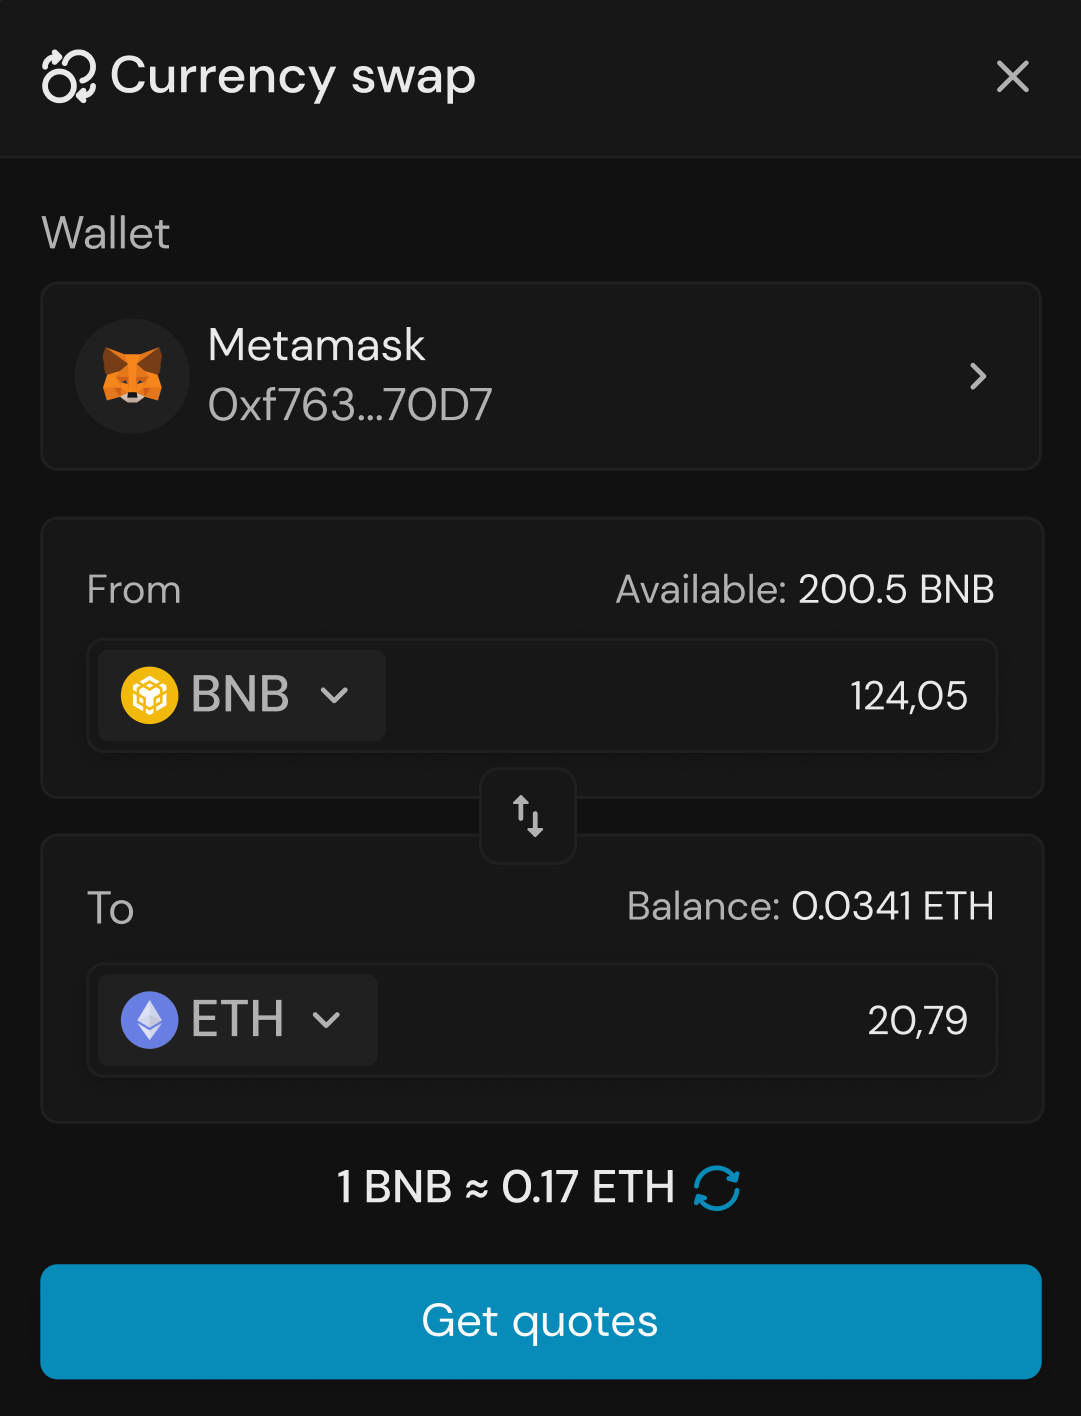 Currency swap
Wallet
Metamask
0xf763...70D7
From
Available: 200.5 BNB
BNB
124,05
To
Balance: 0.0341 ETH
ETH
20,79
1 BNB ≈ 0.17 ETH
Get quotes